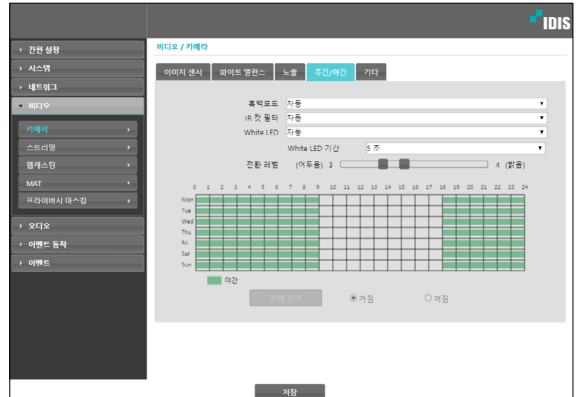 IDIS
간편 설정
시스템
네트워크
비디오
카메라
스트리밍
웹캐스팅
MAT
프라이버시 마스킹
오디오
이벤트 동작
이벤트
비디오 / 카메라
이미지 센서 화이트 밸런스 노출 주간/야간 기타
흑백모드 자동
IR 컷 필터 자동
White LED 자동
White LED 기간 5 초
전환 레벨 (어두움) 3 4 (밝음)
0 1 2 3 4 5 6 7 8 9 10 11 12 13 14 15 16 17 18 19 20 21 22 23 24
Mon
Tue
Wed
Thu
Fri
Sat
Sun
야간
전체 선택 켜짐 꺼짐
저장